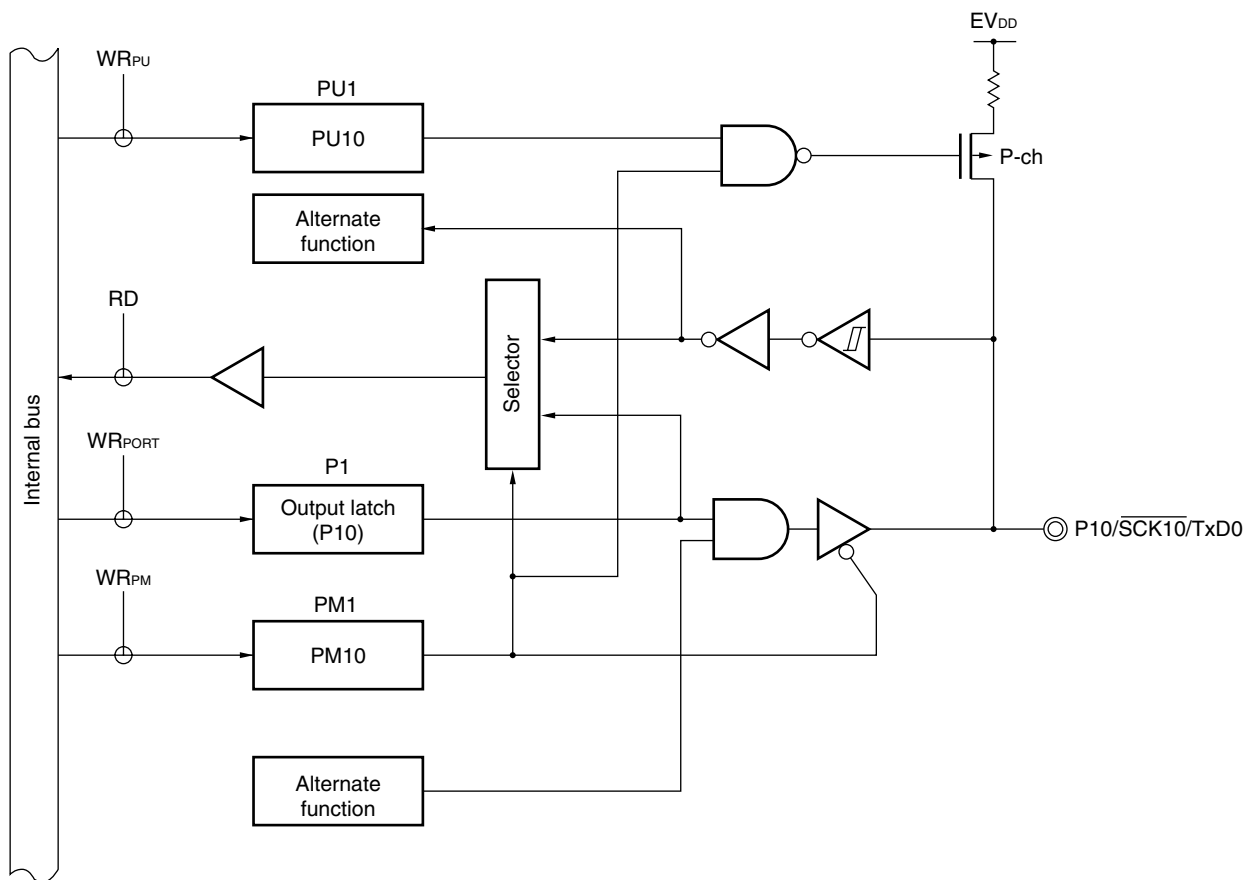 EVDD
WRPU
PU1
PU10
P-ch
Alternate
function
RD
Selector
Internal bus
WRPORT
P1
Output latch
(P10)
P10/SCK10/TxD0
WRPM
PM1
PM10
Alternate
function